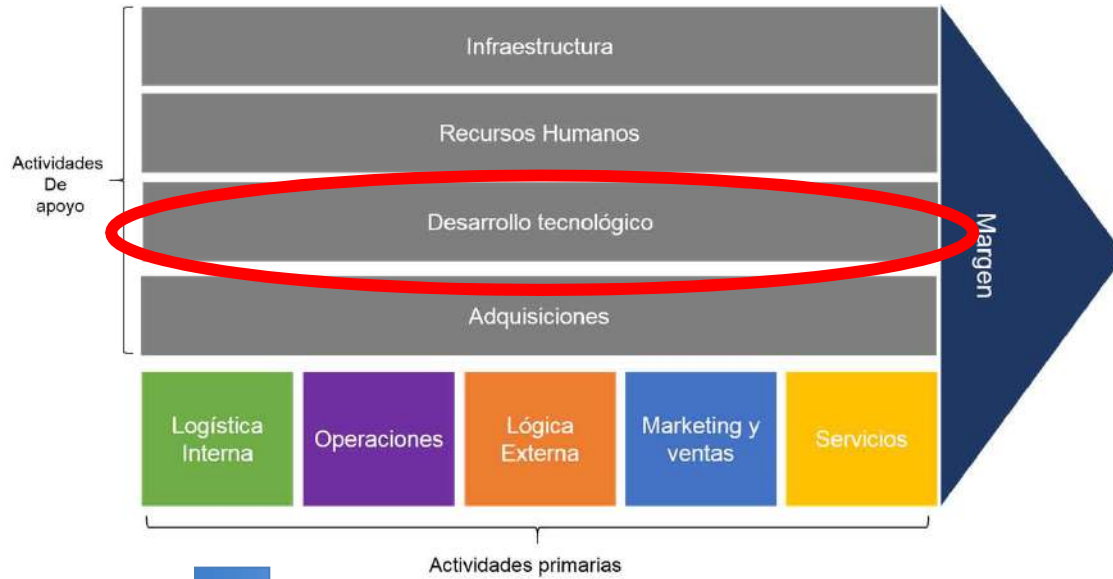 Infraestructura
Recursos Humanos
Actividades
De
apoyo
Desarrollo tecnológico
Adquisiciones
Margen
Logística
Interna
Operaciones
Lógica
Externa
Marketing y
ventas
Servicios
Actividades primarias